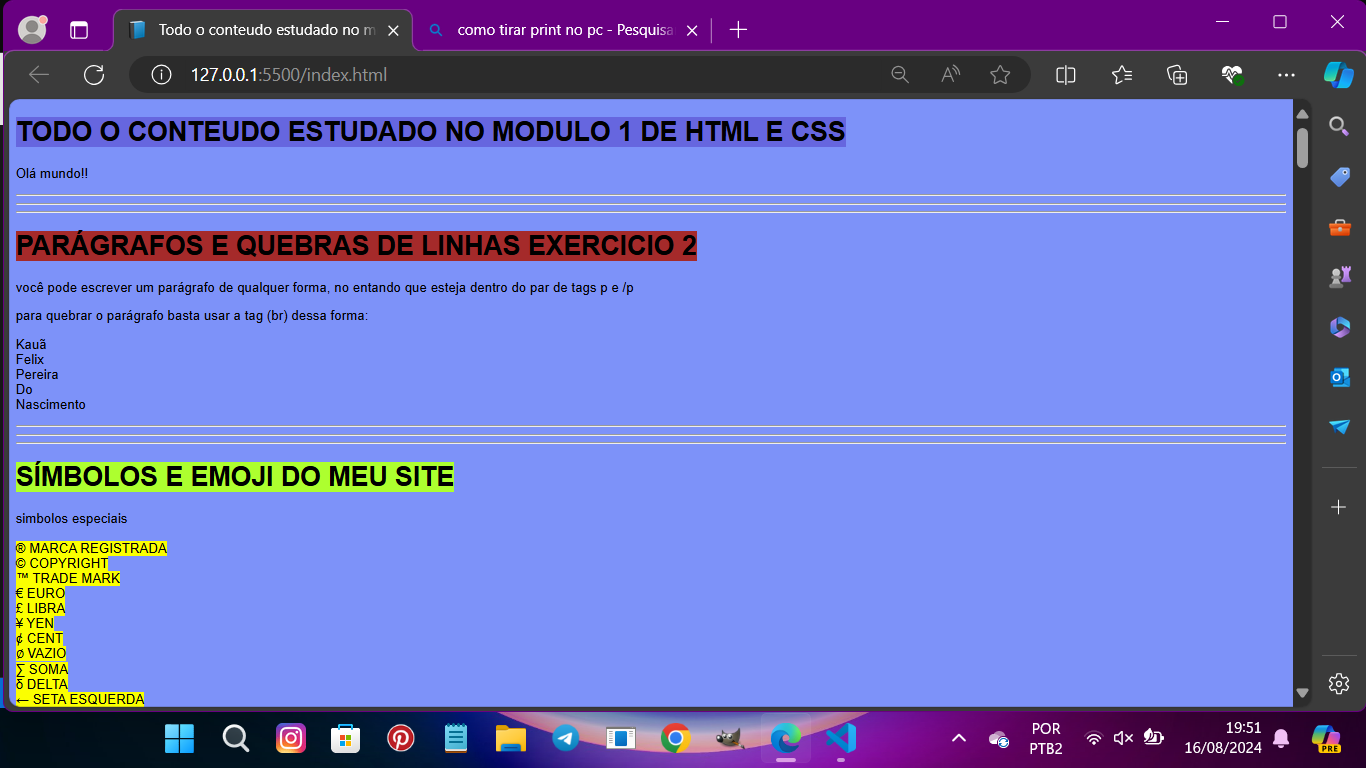 Todo o conteudo estudado no m
como tirar print no pc - Pesquisa
127.0.0.1:5500/index.html
TODO O CONTEUDO ESTUDADO NO MODULO 1 DE HTML E CSS
Olá mundo!!
PARÁGRAFOS E QUEBRAS DE LINHAS EXERCICIO 2
você pode escrever um parágrafo de qualquer forma, no entando que esteja dentro do par de tags p e /p
para quebrar o parágrafo basta usar a tag (br) dessa forma:
Kauã
Felix
Pereira
Do
Nascimento
SÍMBOLOS E EMOJI DO MEU SITE
simbolos especiais
® MARCA REGISTRADA
© COPYRIGHT
™ TRADE MARK
€ EURO
£ LIBRA
¥ YEN
¢ CENT
ø VAZIO
∑ SOMA
δ DELTA
← SETA ESQUERDA
POR
PTB2
19:51
16/08/2024
PRE